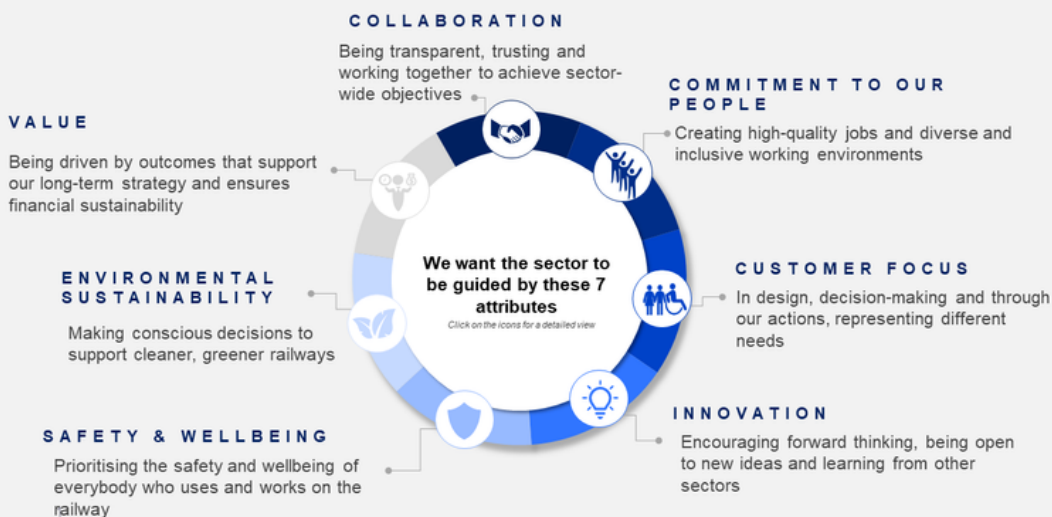 COLLABORATION
Being transparent, trusting and
working together to achieve sector-
wide objectives
COMMITMENT TO OUR
PEOPLE
Creating high-quality jobs and diverse and
inclusive working environments
CUSTOMER FOCUS
In design, decision-making and through
our actions, representing different
needs
INNOVATION
Encouraging forward thinking, being open
to new ideas and learning from other
sectors
SAFETY & WELLBEING
Prioritising the safety and wellbeing of
everybody who uses and works on the
railway
ENVIRONMENTAL
SUSTAINABILITY
Making conscious decisions to
support cleaner, greener railways
VALUE
Being driven by outcomes that support
our long-term strategy and ensures
financial sustainability
We want the sector to
be guided by these 7
attributes
Click on the icons for a detailed view